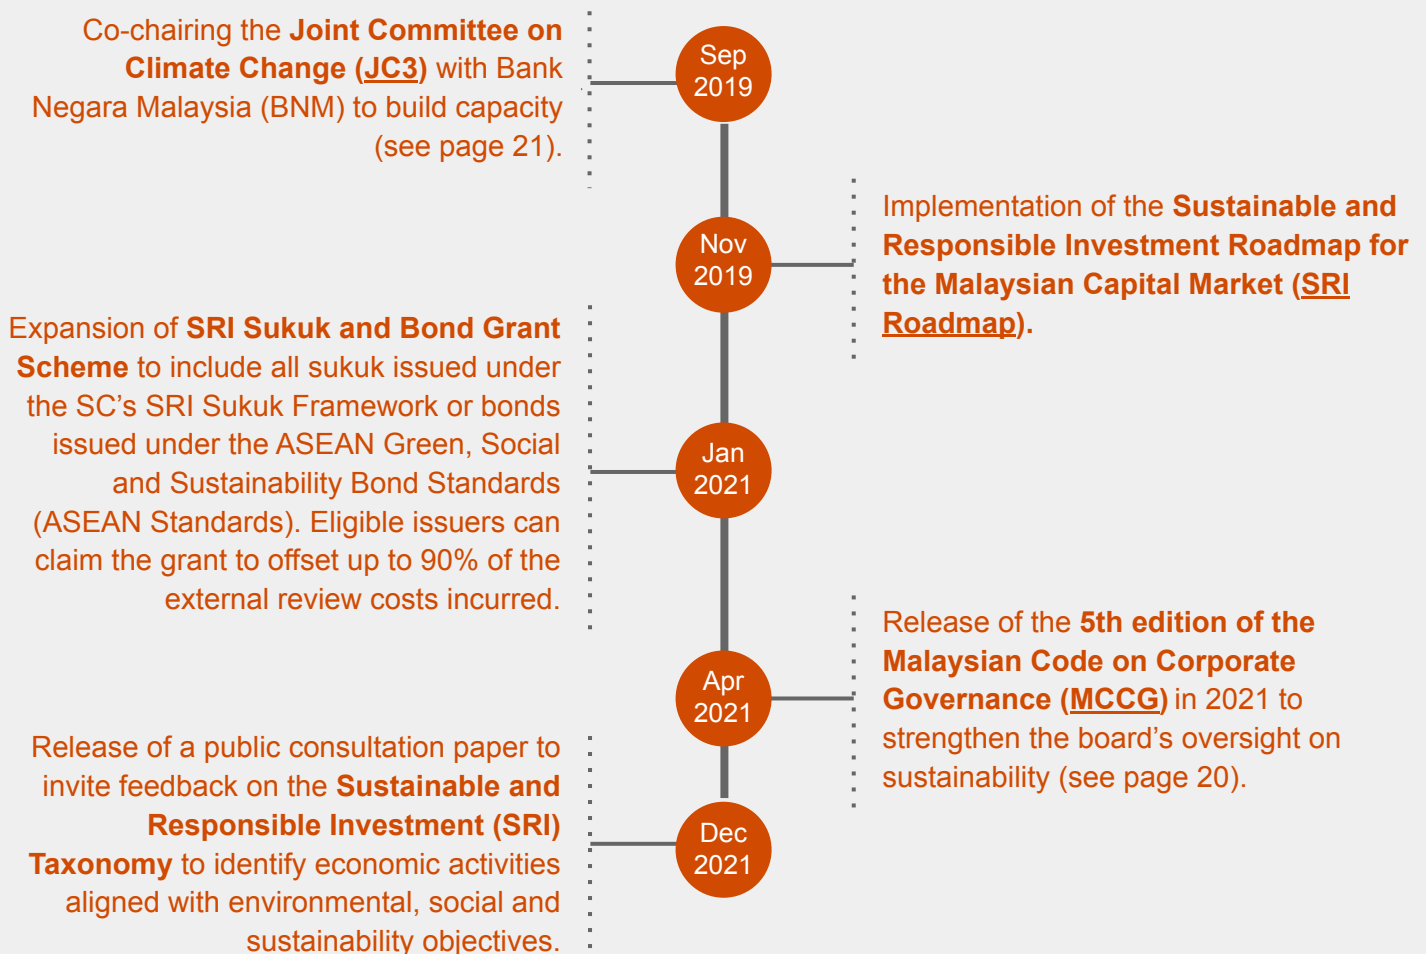 Co-chairing the Joint Committee on
Climate Change (JC3) with Bank
Negara Malaysia (BNM) to build capacity
(see page 21).
Sep
2019
Nov
2019
Implementation of the Sustainable and
Responsible Investment Roadmap for
the Malaysian Capital Market (SRI
Roadmap).
Expansion of SRI Sukuk and Bond Grant
Scheme to include all sukuk issued under
the SC’s SRI Sukuk Framework or bonds
issued under the ASEAN Green, Social
and Sustainability Bond Standards
(ASEAN Standards). Eligible issuers can
claim the grant to offset up to 90% of the
external review costs incurred.
Jan
2021
Apr
2021
Release of the 5th edition of the
Malaysian Code on Corporate
Governance (MCCG) in 2021 to
strengthen the board’s oversight on
sustainability (see page 20).
Release of a public consultation paper to
invite feedback on the Sustainable and
Responsible Investment (SRI)
Taxonomy to identify economic activities
aligned with environmental, social and
sustainability objectives.
Dec
2021